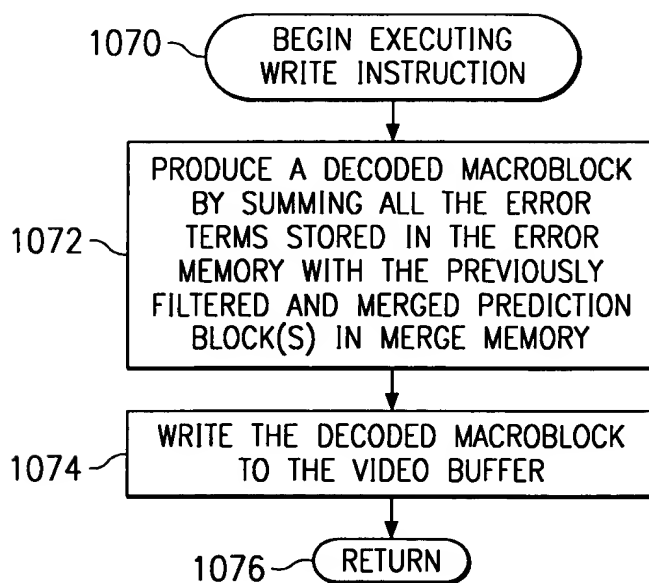 1070
BEGIN EXECUTING
WRITE INSTRUCTION
1072
PRODUCE A DECODED MACROBLOCK
BY SUMMING ALL THE ERROR
TERMS STORED IN THE ERROR
MEMORY WITH THE PREVIOUSLY
FILTERED AND MERGED PREDICTION
BLOCK(S) IN MERGE MEMORY
1074
WRITE THE DECODED MACROBLOCK
TO THE VIDEO BUFFER
1076
RETURN